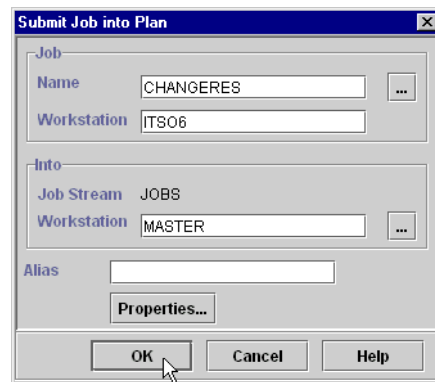 Submit Job into Plan
Job
Name CHANGERES ...
Workstation ITSO6
Into
Job Stream JOBS
Workstation MASTER ...
Alias
Properties...
OK Cancel Help